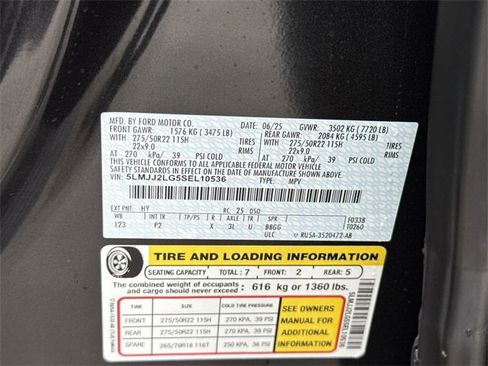 MFD. BY FORD MOTOR CO.
06/25 GVWR: 3502 KG ( 7720 LB)
FRONT GAWR: 1576 KG ( 3475 LB) REAR GAWR: 2084 KG ( 4595 LB)
275/50R22 115H TIRES 275/50R22 115H TIRES
22x9.0 RIMS 22x9.0 RIMS
AT 270 kPa/ 39 PSI COLD AT 270 kPa/ 39 PSI COLD
THIS VEHICLE CONFORMS TO ALL APPLICABLE FEDERAL MOTOR VEHICLE
SAFETY STANDARDS IN EFFECT ON THE DATE OF MANUFACTURE SHOWN ABOVE.
VIN: 5LMJJ2LG5SEL10536
TYPE: MPV
EXT PNT: HY RC: 25 DSO:
WB INT TR TP/PS R AXLE TR SPR F0338
123 P2 X 3L U BBGG T0260
ULC RU5A-3520472-AB
TIRE AND LOADING INFORMATION
SEATING CAPACITY TOTAL: 7 FRONT: 2 REAR: 5
The combined weight of occupants
and cargo should never exceed: 616 kg or 1360 lbs.
TIRE SIZE COLD TIRE PRESSURE
FRONT 275/50R22 115H 270 KPA, 39 PSI
REAR 275/50R22 115H 270 KPA, 39 PSI
SPARE 265/70R18 116T 250 KPA, 36 PSI
SEE OWNERS
MANUAL FOR
ADDITIONAL
INFORMATION
5LMJJ2LG5SEL10536